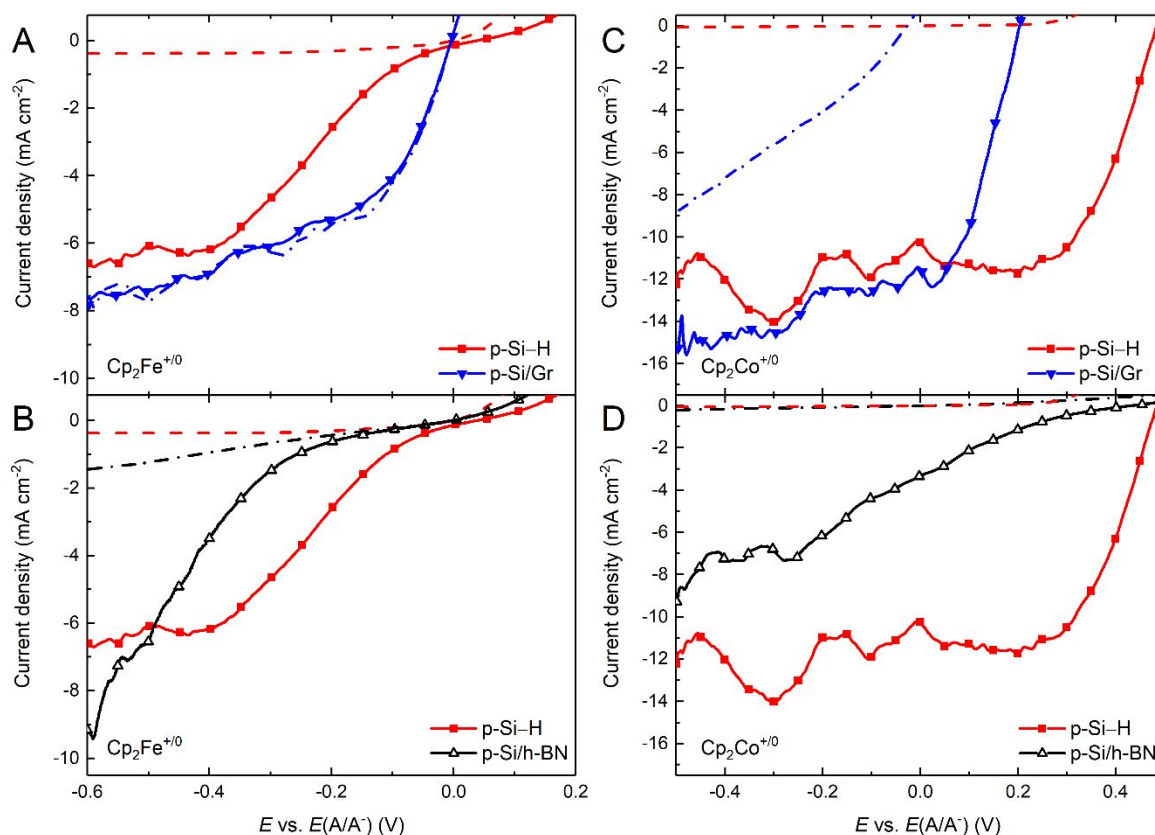 A
0
-2
-4
-6
-8
-10
Current density (mA cm⁻²)
Cp₂Fe⁺/⁰
p-Si–H
p-Si/Gr
B
0
-2
-4
-6
-8
-10
Current density (mA cm⁻²)
Cp₂Fe⁺/⁰
p-Si–H
p-Si/h-BN
-0.6
-0.4
-0.2
0.0
0.2
E vs. E(A/A⁻) (V)
C
0
-2
-4
-6
-8
-10
-12
-14
-16
Current density (mA cm⁻²)
Cp₂Co⁺/⁰
p-Si–H
p-Si/Gr
D
0
-2
-4
-6
-8
-10
-12
-14
-16
Current density (mA cm⁻²)
Cp₂Co⁺/⁰
p-Si–H
p-Si/h-BN
-0.4
-0.2
0.0
0.2
0.4
E vs. E(A/A⁻) (V)